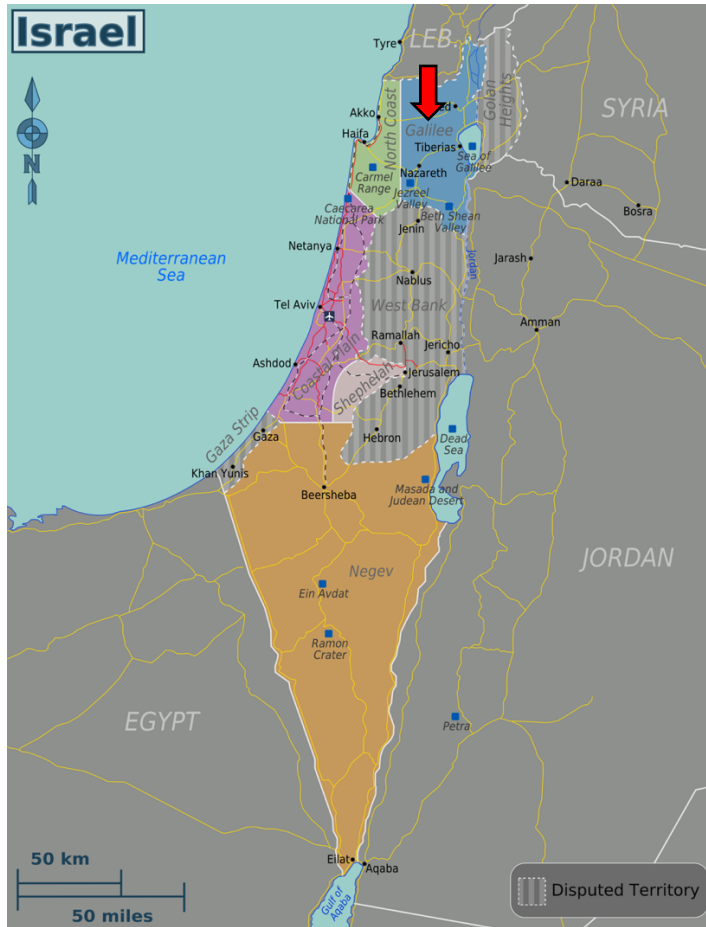 Israel
Tyre
LEB.
SYRIA
Golan
Heights
North Coast
Akko
ed
Galilee
Haifa
Tiberias
Sea of
Galilee
Carmel
Range
Nazareth
Jezreel
Valley
Daraa
Bosra
N
Caecarea
National Park
Beth Shean
Valley
Jenin
Netanya
Mediterranean
Sea
Jordan
Jarash
Nablus
Tel Aviv
West Bank
Amman
Ramallah
Jericho
Ashdod
Coastal Plain
Shephelah
Jerusalem
Bethlehem
Gaza Strip
Gaza
Hebron
Dead
Sea
Khan Yunis
Beersheba
Masada and
Judean Desert
JORDAN
Negev
Ein Avdat
Ramon
Crater
EGYPT
Petra
50 km
50 miles
Eilat
Aqaba
Gulf of
Aqaba
Disputed Territory